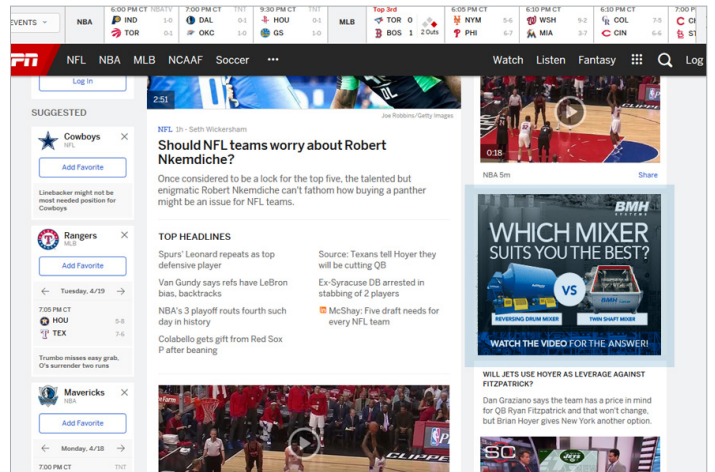 EVENTS
NBA
6:00 PM CT NBATV
IND 1-0
TOR 0-1
7:00 PM CT TNT
DAL 0-1
OKC 1-0
9:30 PM CT TNT
HOU 0-1
GS 1-0
MLB
Top 3rd
TOR 0
BOS 1 2 Outs
6:05 PM CT
NYM 5-6
PHI 6-7
6:10 PM CT
WSH 9-2
MIA 3-7
6:10 PM CT
COL 7-5
CIN 6-6
7:00 P
NFL NBA MLB NCAAF Soccer ••• Watch Listen Fantasy Log
Log In
SUGGESTED
Cowboys
NFL
Add Favorite
Linebacker might not be
most needed position for
Cowboys
Rangers
MLB
Add Favorite
Tuesday, 4/19
7:05 PM CT
HOU 5-8
TEX 7-6
Trumbo misses easy grab,
O's surrender two runs
Mavericks
NBA
Add Favorite
Monday, 4/18
7:00 PM CT TNT
2:51
Joe Robbins/Getty Images
NFL 1h - Seth Wickersham
Should NFL teams worry about Robert
Nkemdiche?
Once considered to be a lock for the top five, the talented but
enigmatic Robert Nkemdiche can't fathom how buying a panther
might be an issue for NFL teams.
TOP HEADLINES
Spurs' Leonard repeats as top
defensive player
Van Gundy says refs have LeBron
bias, backtracks
NBA's 3 playoff routs fourth such
day in history
Colabello gets gift from Red Sox
P after beaning
Source: Texans tell Hoyer they
will be cutting QB
Ex-Syracuse DB arrested in
stabbing of 2 players
McShay: Five draft needs for
every NFL team
CLIPPE
0:18
NBA 5m Share
BMH
SYSTEMS
WHICH MIXER
SUITS YOU THE BEST?
VS
BMH
REVERSING DRUM MIXER TWIN SHAFT MIXER
WATCH THE VIDEO FOR THE ANSWER!
WILL JETS USE HOYER AS LEVERAGE AGAINST
FITZPATRICK?
Dan Graziano says the team has a price in mind
for QB Ryan Fitzpatrick and that won't change,
but Brian Hoyer gives New York another option.
SC
JETS